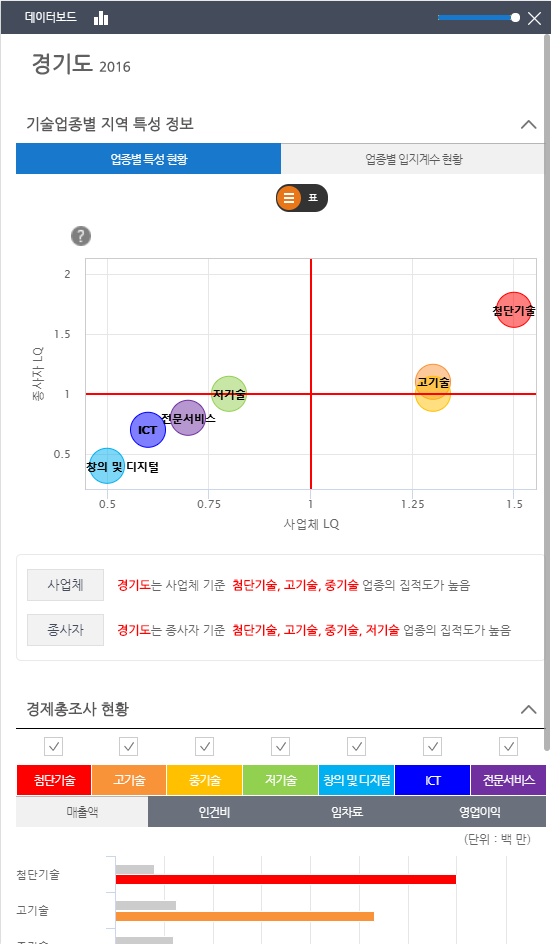 데이터보드
경기도 2016
기술업종별 지역 특성 정보
업종별 특성 현황 업종별 입지계수 현황
표
?
2
첨단기술
1.5
종사자 LQ
고기술
1 저기술
전문서비스
ICT
0.5
창의 및 디지털
0.5 0.75 1 1.25 1.5
사업체 LQ
사업체 경기도는 사업체 기준 첨단기술, 고기술, 중기술 업종의 집적도가 높음
종사자 경기도는 종사자 기준 첨단기술, 고기술, 중기술, 저기술 업종의 집적도가 높음
경제총조사 현황
첨단기술 고기술 중기술 저기술 창의 및 디지털 ICT 전문서비스
매출액 인건비 임차료 영업이익
(단위 : 백 만)
첨단기술
고기술